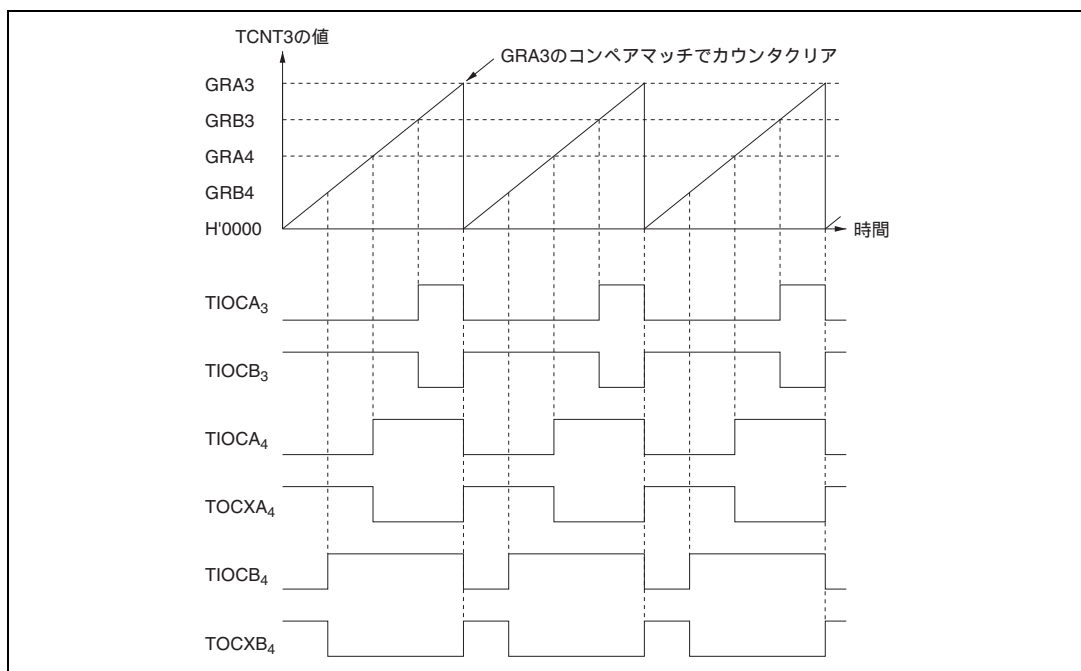 TCNT3の値
GRA3のコンペアマッチでカウンタクリア
GRA3
GRB3
GRA4
GRB4
H'0000
時間
TIOCA₃
TIOCB₃
TIOCA₄
TOCXA₄
TIOCB₄
TOCXB₄